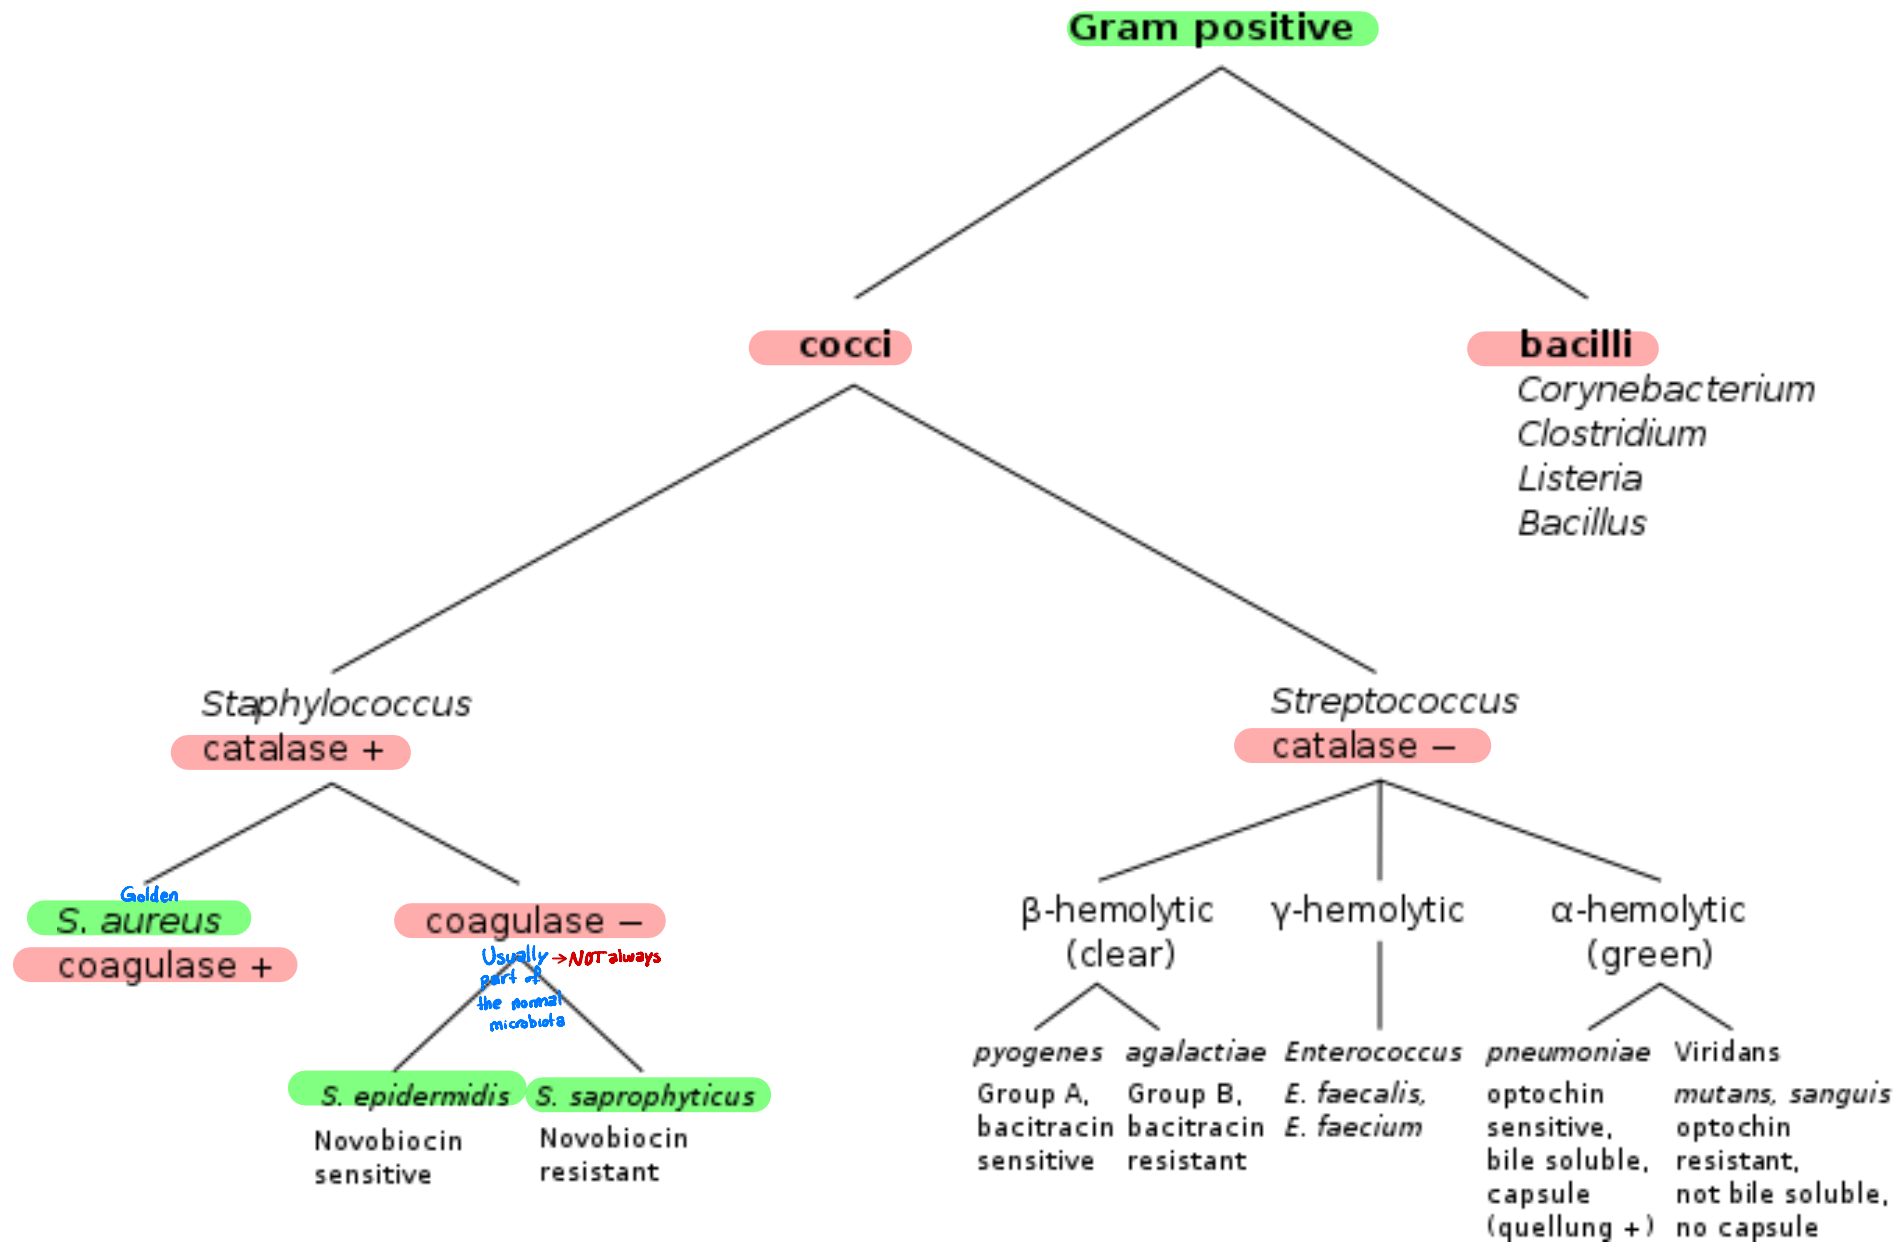 Gram positive
cocci
bacilli
Corynebacterium
Clostridium
Listeria
Bacillus
Staphylococcus
catalase +
Streptococcus
catalase −
Golden
S. aureus
coagulase +
coagulase −
Usually → NOT always
part of
the normal
microbiota
S. epidermidis
Novobiocin
sensitive
S. saprophyticus
Novobiocin
resistant
β-hemolytic
(clear)
γ-hemolytic
α-hemolytic
(green)
pyogenes
Group A,
bacitracin
sensitive
agalactiae
Group B,
bacitracin
resistant
Enterococcus
E. faecalis,
E. faecium
pneumoniae
optochin
sensitive,
bile soluble,
capsule
(quellung +)
Viridans
mutans, sanguis
optochin
resistant,
not bile soluble,
no capsule